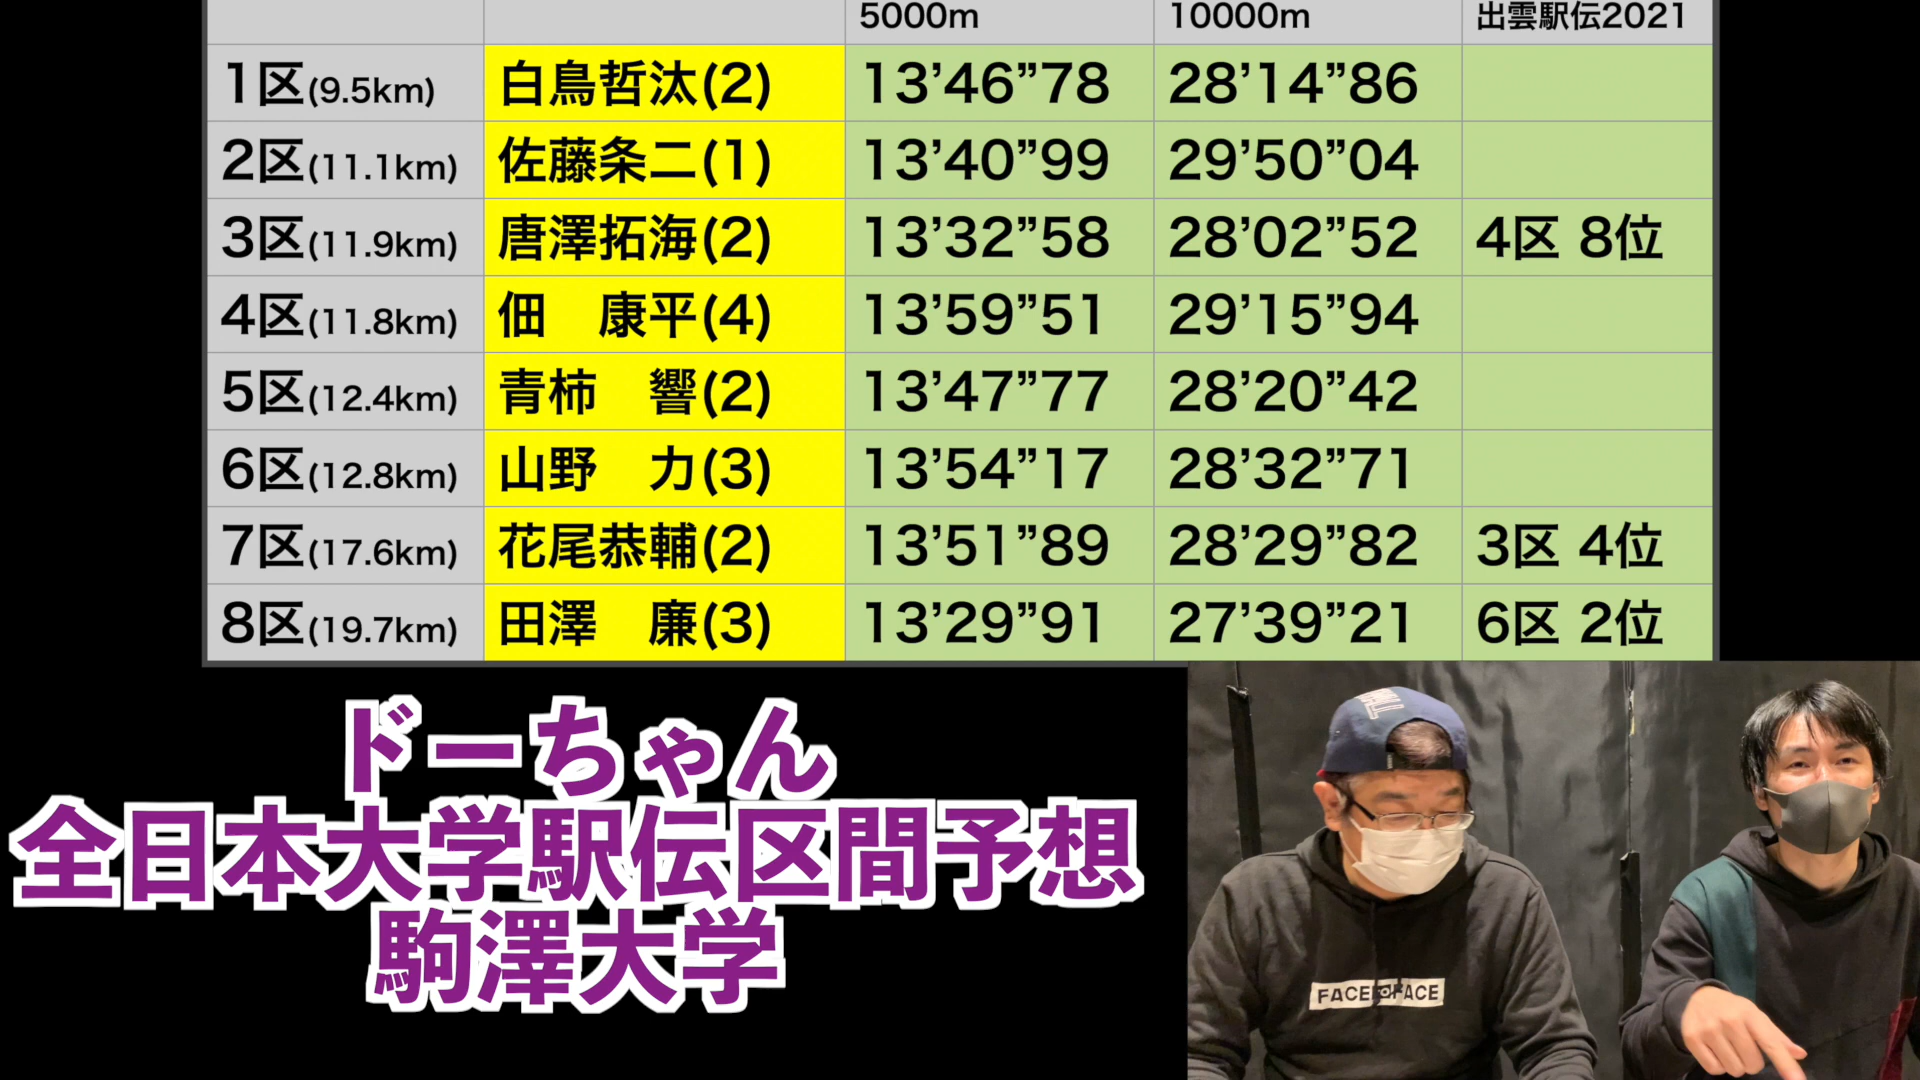 5000m 10000m 出雲駅伝2021
1区(9.5km) 白鳥哲汰(2) 13’46”78 28’14”86
2区(11.1km) 佐藤条二(1) 13’40”99 29’50”04
3区(11.9km) 唐澤拓海(2) 13’32”58 28’02”52 4区 8位
4区(11.8km) 佃　康平(4) 13’59”51 29’15”94
5区(12.4km) 青柿　響(2) 13’47”77 28’20”42
6区(12.8km) 山野　力(3) 13’54”17 28’32”71
7区(17.6km) 花尾恭輔(2) 13’51”89 28’29”82 3区 4位
8区(19.7km) 田澤　廉(3) 13’29”91 27’39”21 6区 2位
ドーちゃん
全日本大学駅伝区間予想
駒澤大学
FACE TO FACE